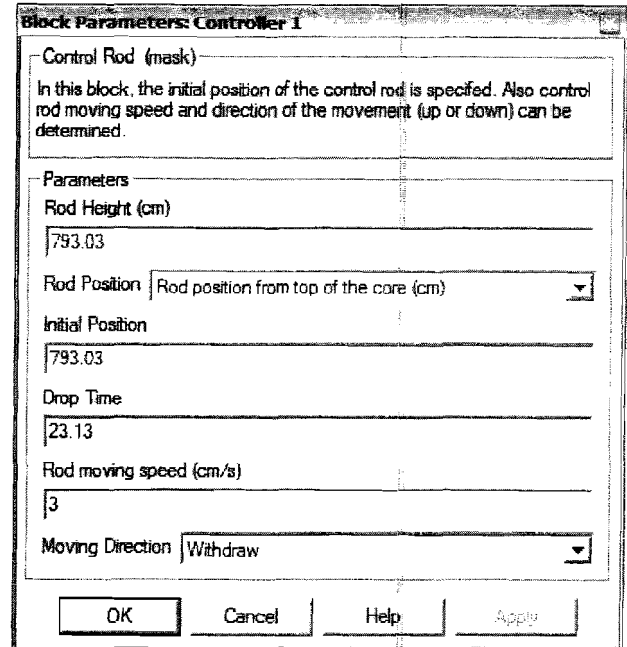 Block Parameters: Controller 1
Control Rod (mask)
In this block, the initial position of the control rod is specifed. Also control
rod moving speed and direction of the movement (up or down) can be
determined.
Parameters
Rod Height (cm)
793.03
Rod Position Rod position from top of the core (cm)
Initial Position
793.03
Drop Time
23.13
Rod moving speed (cm/s)
3
Moving Direction Withdraw
OK Cancel Help Apply